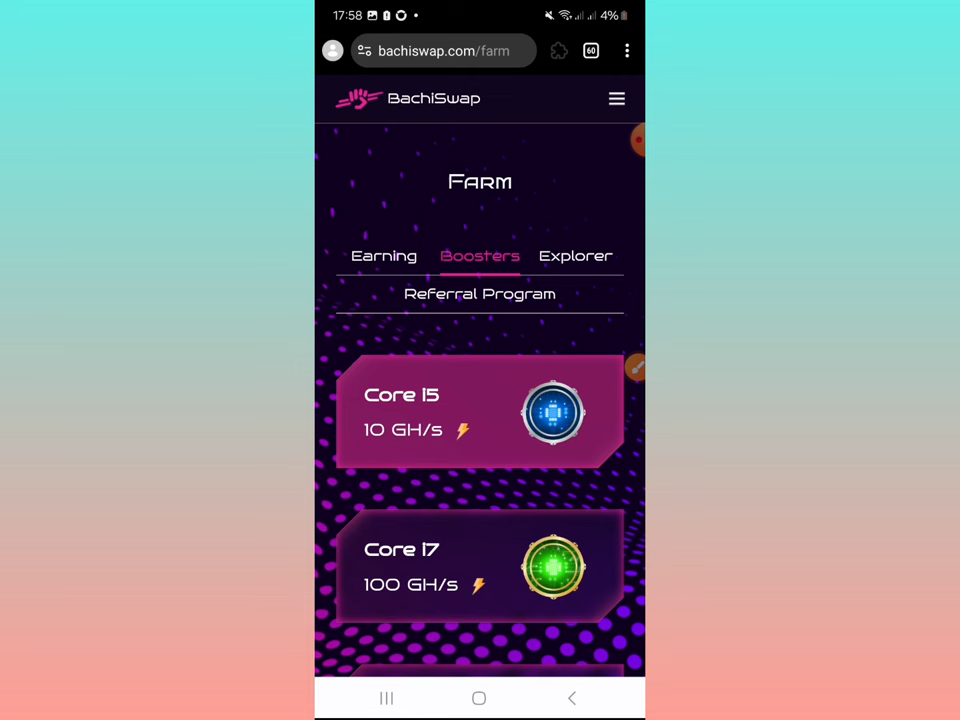 17:58
4%
bachiswap.com/farm
60
BachiSwap
Farm
Earning Boosters Explorer
Referral Program
Core i5
10 GH/s
Core i7
100 GH/s